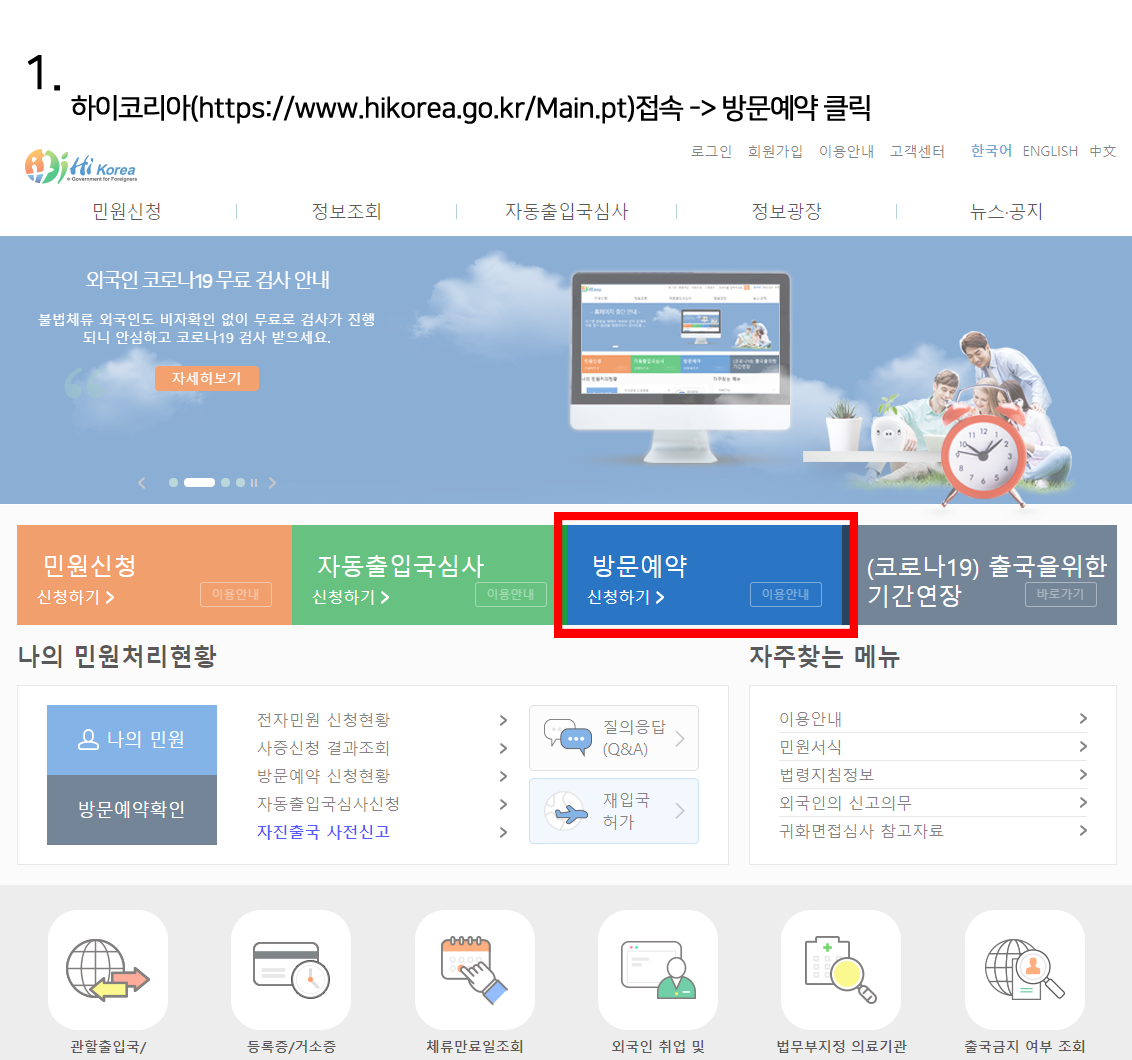 1.
하이코리아(https://www.hikorea.go.kr/Main.pt)접속 -> 방문예약 클릭
로그인 회원가입 이용안내 고객센터 한국어 ENGLISH 中文
Hi Korea
e Government for Foreigners
민원신청 정보조회 자동출입국심사 정보광장 뉴스·공지
외국인 코로나19 무료 검사 안내
불법체류 외국인도 비자확인 없이 무료로 검사가 진행
되니 안심하고 코로나19 검사 받으세요.
자세히보기
민원신청
신청하기
이용안내
자동출입국심사
신청하기
이용안내
방문예약
신청하기
이용안내
(코로나19) 출국을위한
기간연장
바로가기
나의 민원처리현황
나의 민원
방문예약확인
전자민원 신청현황
사증신청 결과조회
방문예약 신청현황
자동출입국심사신청
자진출국 사전신고
질의응답
(Q&A)
재입국
허가
자주찾는 메뉴
이용안내
민원서식
법령지침정보
외국인의 신고의무
귀화면접심사 참고자료
관할출입국/
등록증/거소증
체류만료일조회
외국인 취업 및
법무부지정 의료기관
출국금지 여부 조회